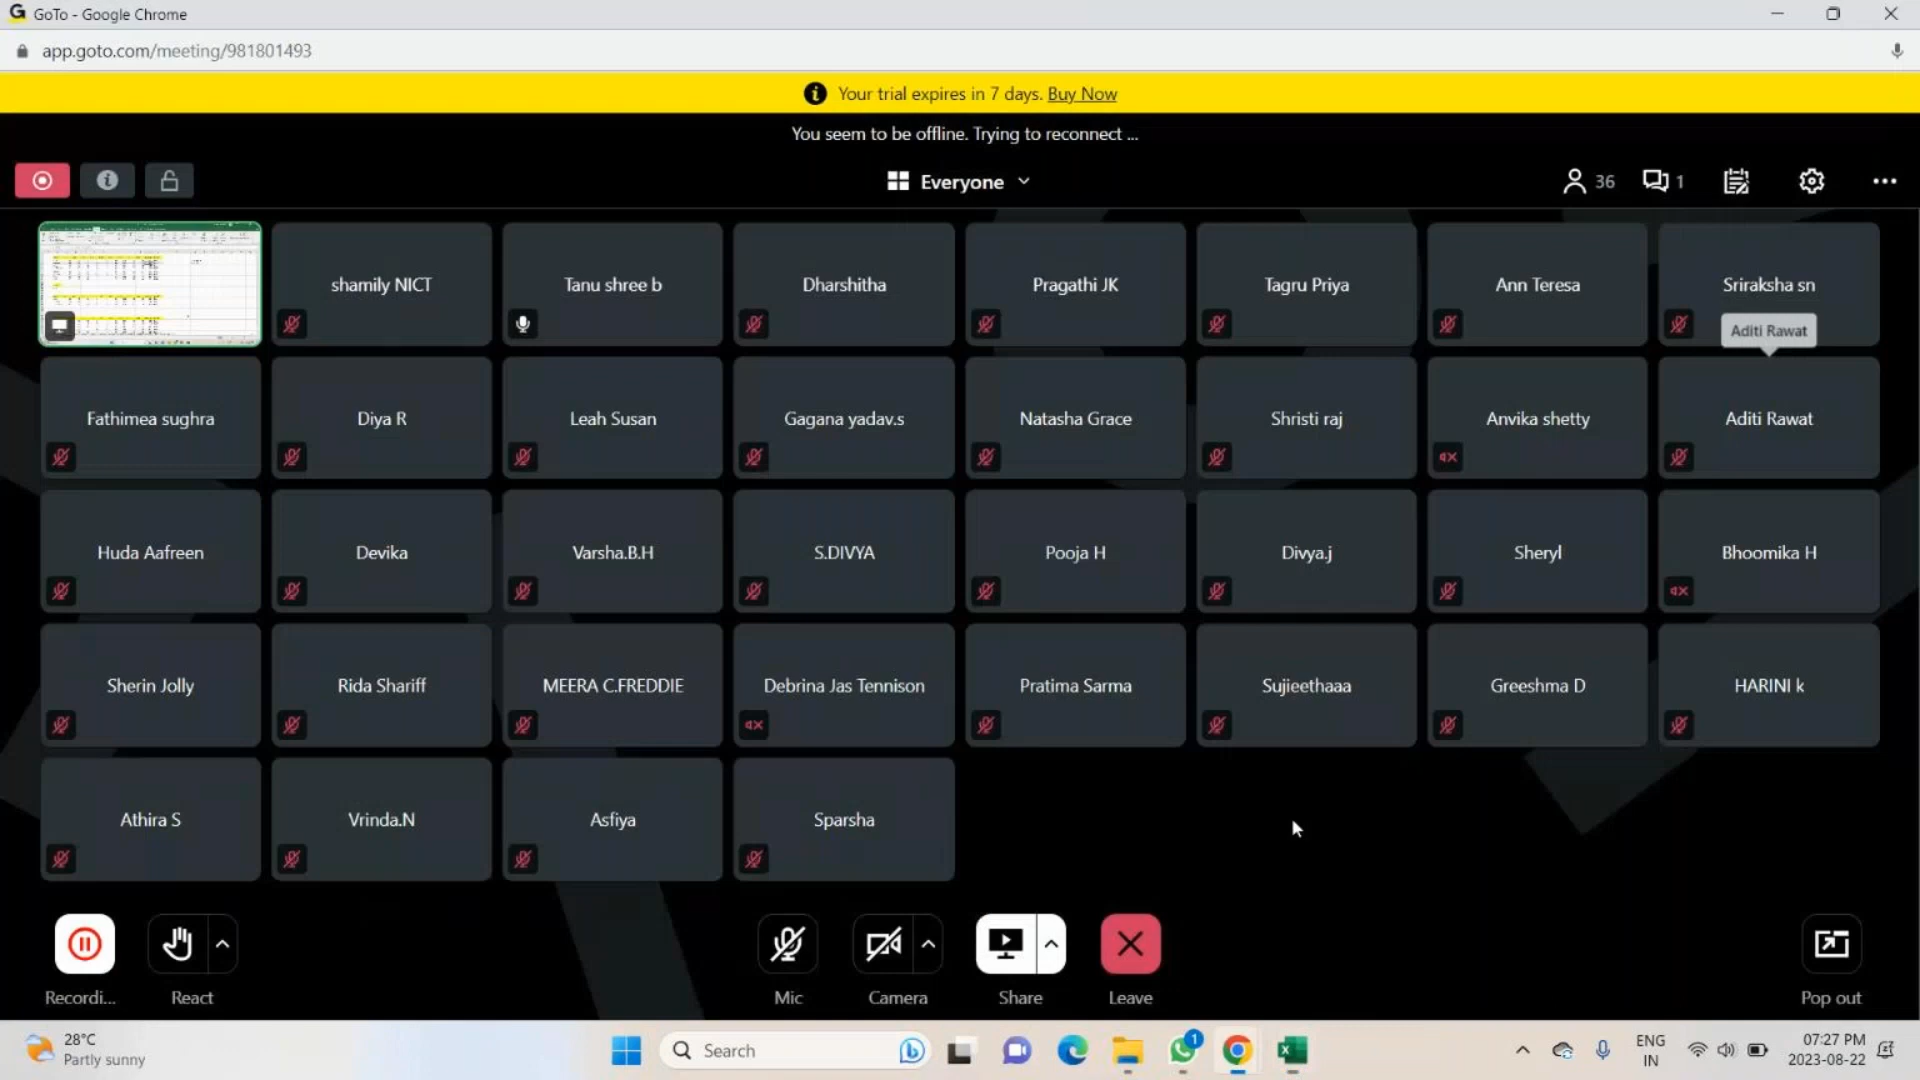 GoTo - Google Chrome
app.goto.com/meeting/981801493
Your trial expires in 7 days. Buy Now
You seem to be offline. Trying to reconnect ...
Everyone
36
1
shamily NICT
Tanu shree b
Dharshitha
Pragathi JK
Tagru Priya
Ann Teresa
Sriraksha sn
Aditi Rawat
Fathimea sughra
Diya R
Leah Susan
Gagana yadav.s
Natasha Grace
Shristi raj
Anvika shetty
Aditi Rawat
Huda Aafreen
Devika
Varsha.B.H
S.DIVYA
Pooja H
Divya.j
Sheryl
Bhoomika H
Sherin Jolly
Rida Shariff
MEERA C.FREDDIE
Debrina Jas Tennison
Pratima Sarma
Sujieethaaa
Greeshma D
HARINI k
Athira S
Vrinda.N
Asfiya
Sparsha
Recordi...
React
Mic
Camera
Share
Leave
Pop out
28°C
Partly sunny
Search
1
ENG
IN
07:27 PM
2023-08-22